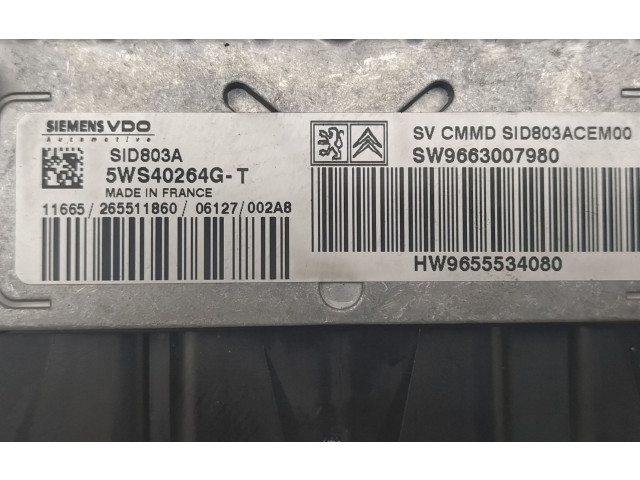 SIEMENS VDO
Automotive
SID803A
5WS40264G-T
MADE IN FRANCE
11665/265511860/06127/002A8
SV CMMD SID803ACEM00
SW9663007980
HW9655534080